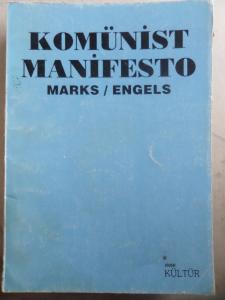 KOMÜNİST
MANİFESTO
MARKS / ENGELS
KÜLTÜR